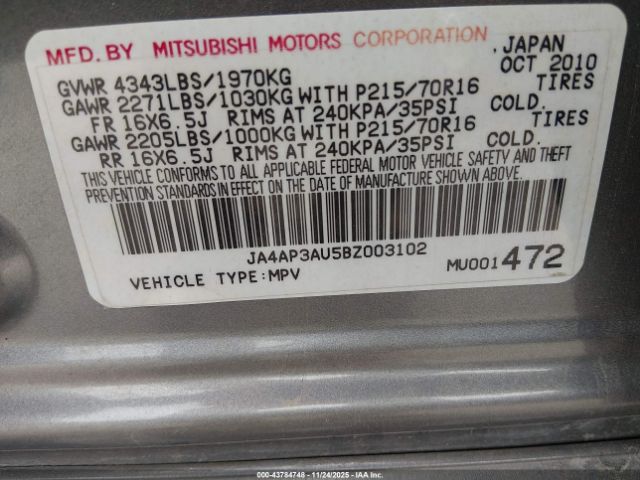 MFD. BY MITSUBISHI MOTORS CORPORATION , JAPAN
GVWR 4343LBS/1970KG OCT 2010
GAWR 2271LBS/1030KG WITH P215/70R16 TIRES
FR 16X6.5J RIMS AT 240KPA/35PSI COLD.
GAWR 2205LBS/1000KG WITH P215/70R16 TIRES
RR 16X6.5J RIMS AT 240KPA/35PSI COLD.
THIS VEHICLE CONFORMS TO ALL APPLICABLE FEDERAL MOTOR VEHICLE SAFETY AND THEFT
PREVENTION STANDARDS IN EFFECT ON THE DATE OF MANUFACTURE SHOWN ABOVE.
JA4AP3AU5BZ003102
VEHICLE TYPE:MPV MU001472
000-43784748 | 11/24/2025 | IAA, Inc.